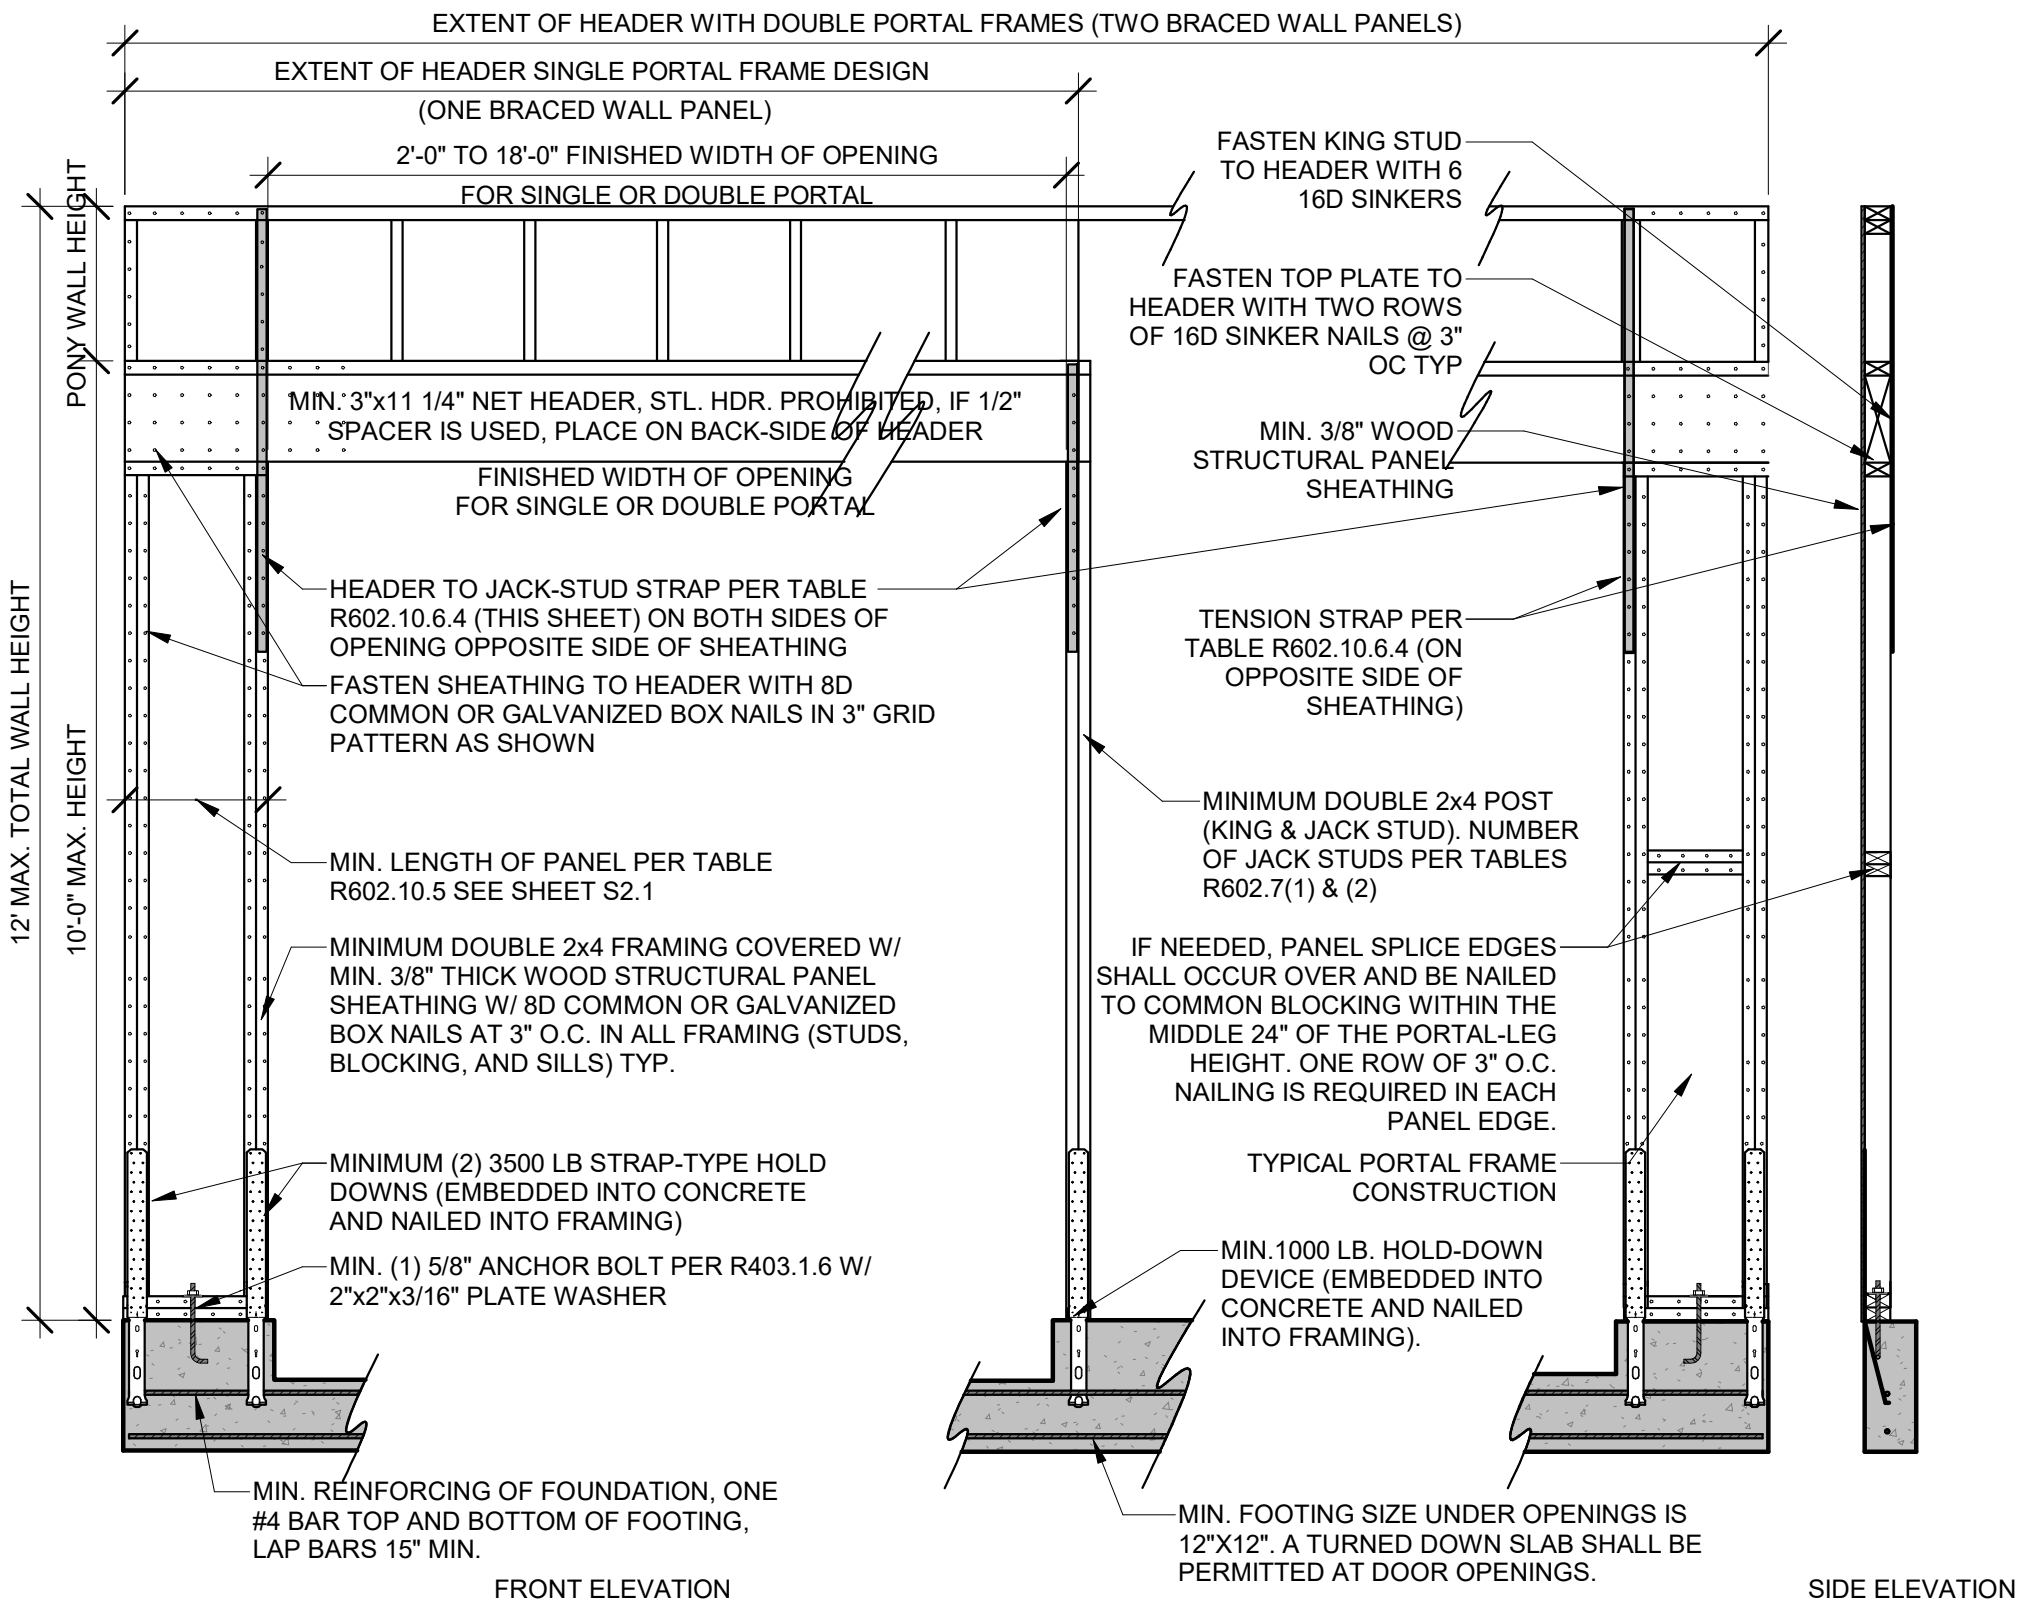 EXTENT OF HEADER WITH DOUBLE PORTAL FRAMES (TWO BRACED WALL PANELS)
EXTENT OF HEADER SINGLE PORTAL FRAME DESIGN
(ONE BRACED WALL PANEL)
2'-0" TO 18'-0" FINISHED WIDTH OF OPENING
FOR SINGLE OR DOUBLE PORTAL
FASTEN KING STUD
TO HEADER WITH 6
16D SINKERS
PONY WALL HEIGHT
FASTEN TOP PLATE TO
HEADER WITH TWO ROWS
OF 16D SINKER NAILS @ 3"
OC TYP
MIN. 3"x11 1/4" NET HEADER, STL. HDR. PROHIBITED, IF 1/2"
SPACER IS USED, PLACE ON BACK-SIDE OF HEADER
MIN. 3/8" WOOD
STRUCTURAL PANEL
SHEATHING
FINISHED WIDTH OF OPENING
FOR SINGLE OR DOUBLE PORTAL
12' MAX. TOTAL WALL HEIGHT
10'-0" MAX. HEIGHT
HEADER TO JACK-STUD STRAP PER TABLE
R602.10.6.4 (THIS SHEET) ON BOTH SIDES OF
OPENING OPPOSITE SIDE OF SHEATHING
TENSION STRAP PER
TABLE R602.10.6.4 (ON
OPPOSITE SIDE OF
SHEATHING)
FASTEN SHEATHING TO HEADER WITH 8D
COMMON OR GALVANIZED BOX NAILS IN 3" GRID
PATTERN AS SHOWN
MINIMUM DOUBLE 2x4 POST
(KING & JACK STUD). NUMBER
OF JACK STUDS PER TABLES
R602.7(1) & (2)
MIN. LENGTH OF PANEL PER TABLE
R602.10.5 SEE SHEET S2.1
MINIMUM DOUBLE 2x4 FRAMING COVERED W/
MIN. 3/8" THICK WOOD STRUCTURAL PANEL
SHEATHING W/ 8D COMMON OR GALVANIZED
BOX NAILS AT 3" O.C. IN ALL FRAMING (STUDS,
BLOCKING, AND SILLS) TYP.
IF NEEDED, PANEL SPLICE EDGES
SHALL OCCUR OVER AND BE NAILED
TO COMMON BLOCKING WITHIN THE
MIDDLE 24" OF THE PORTAL-LEG
HEIGHT. ONE ROW OF 3" O.C.
NAILING IS REQUIRED IN EACH
PANEL EDGE.
MINIMUM (2) 3500 LB STRAP-TYPE HOLD
DOWNS (EMBEDDED INTO CONCRETE
AND NAILED INTO FRAMING)
TYPICAL PORTAL FRAME
CONSTRUCTION
MIN. (1) 5/8" ANCHOR BOLT PER R403.1.6 W/
2"x2"x3/16" PLATE WASHER
MIN.1000 LB. HOLD-DOWN
DEVICE (EMBEDDED INTO
CONCRETE AND NAILED
INTO FRAMING).
MIN. REINFORCING OF FOUNDATION, ONE
#4 BAR TOP AND BOTTOM OF FOOTING,
LAP BARS 15" MIN.
MIN. FOOTING SIZE UNDER OPENINGS IS
12"X12". A TURNED DOWN SLAB SHALL BE
PERMITTED AT DOOR OPENINGS.
FRONT ELEVATION
SIDE ELEVATION